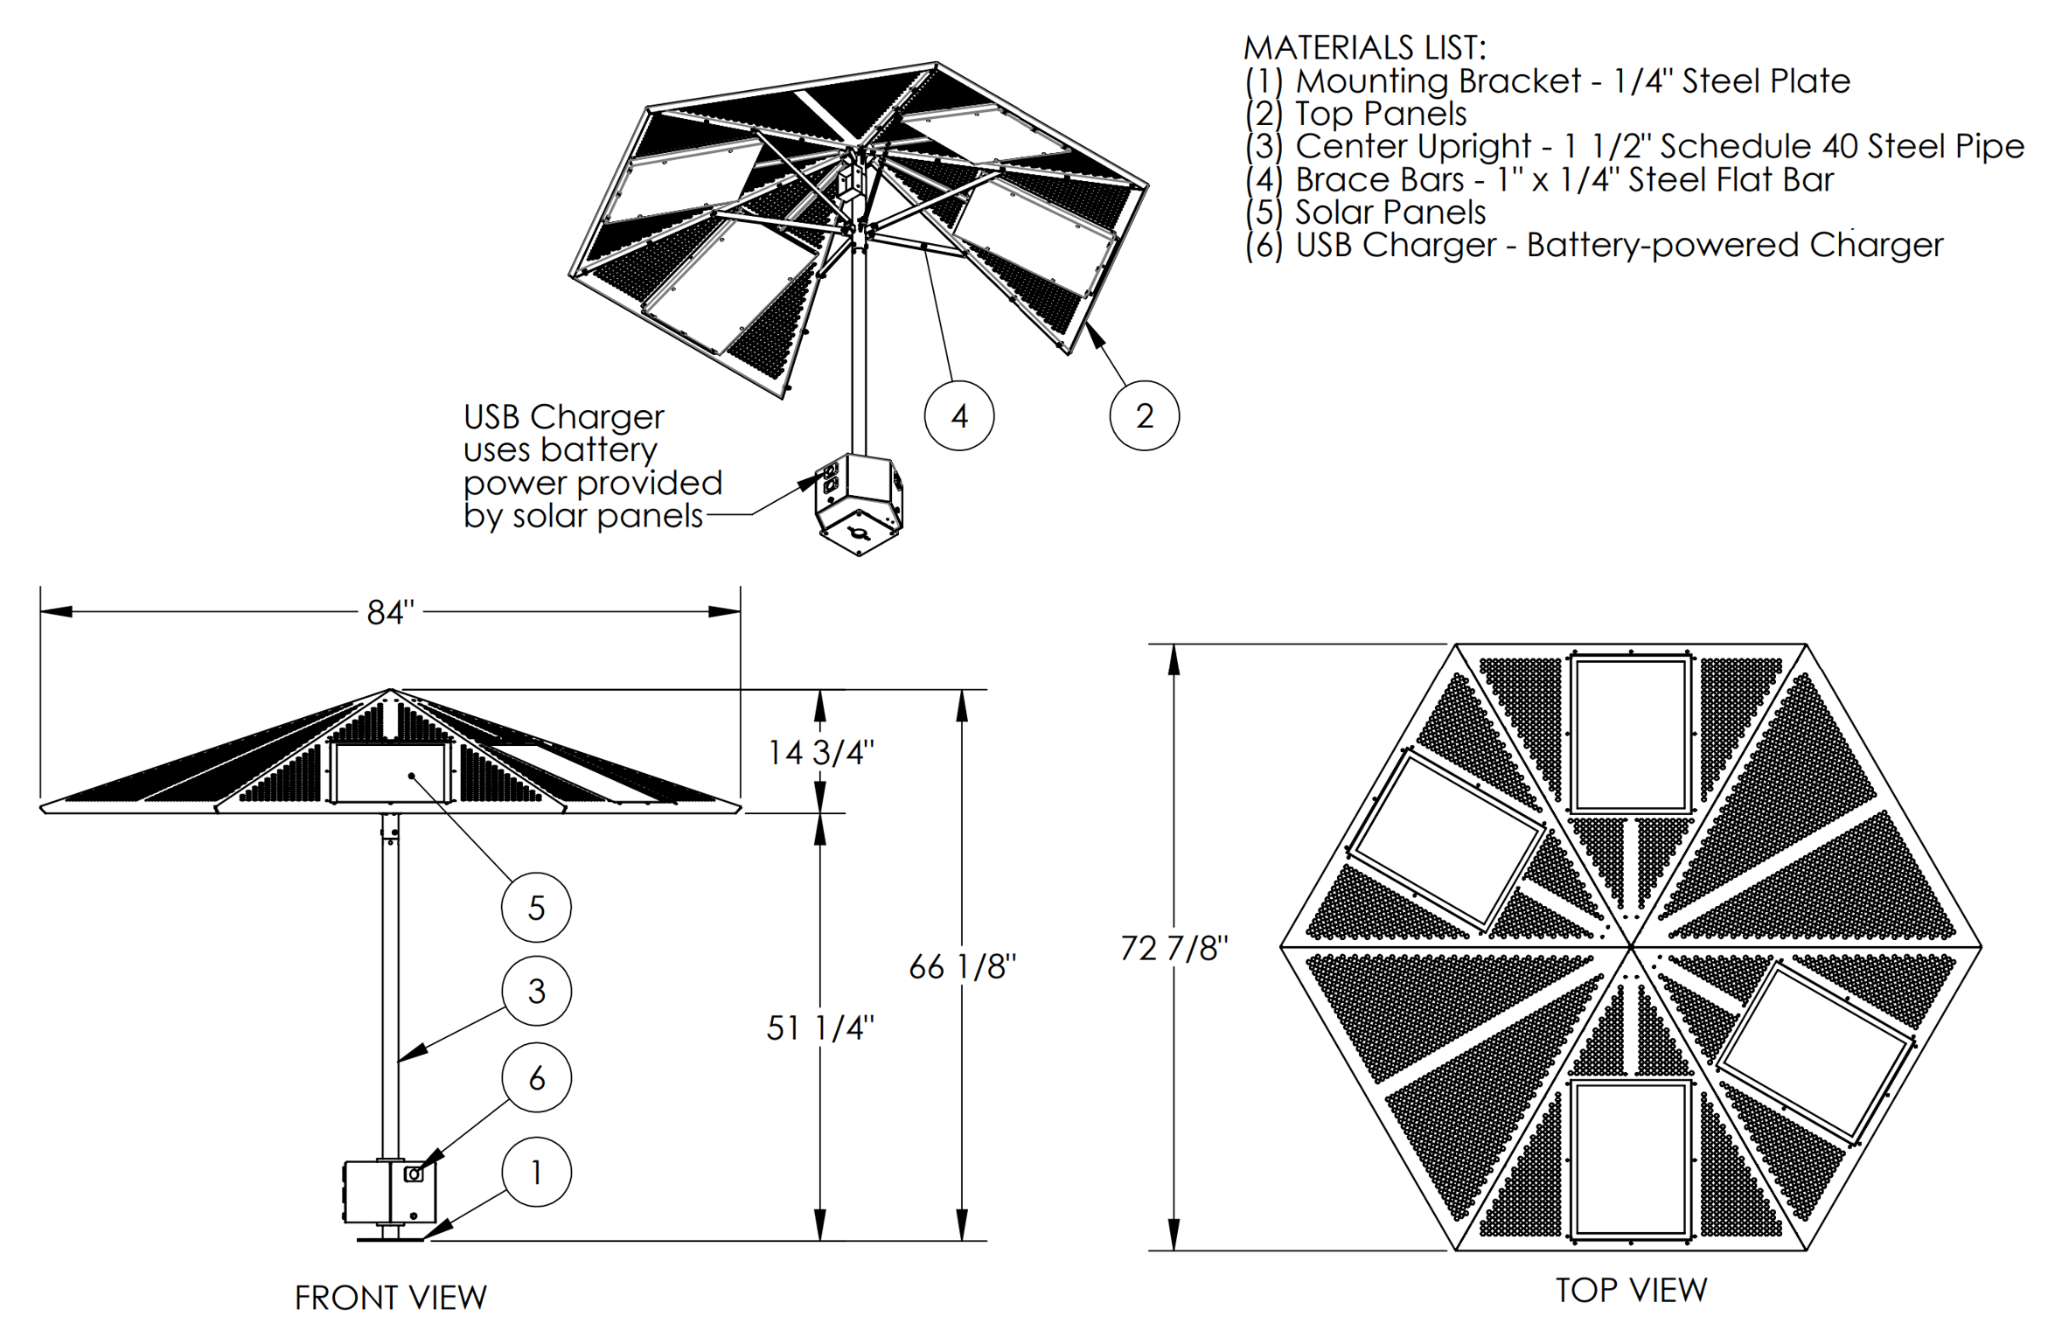 MATERIALS LIST:
(1) Mounting Bracket - 1/4" Steel Plate
(2) Top Panels
(3) Center Upright - 1 1/2" Schedule 40 Steel Pipe
(4) Brace Bars - 1" x 1/4" Steel Flat Bar
(5) Solar Panels
(6) USB Charger - Battery-powered Charger
4
2
USB Charger
uses battery
power provided
by solar panels
84"
14 3/4"
5
3
6
1
66 1/8"
51 1/4"
72 7/8"
FRONT VIEW
TOP VIEW